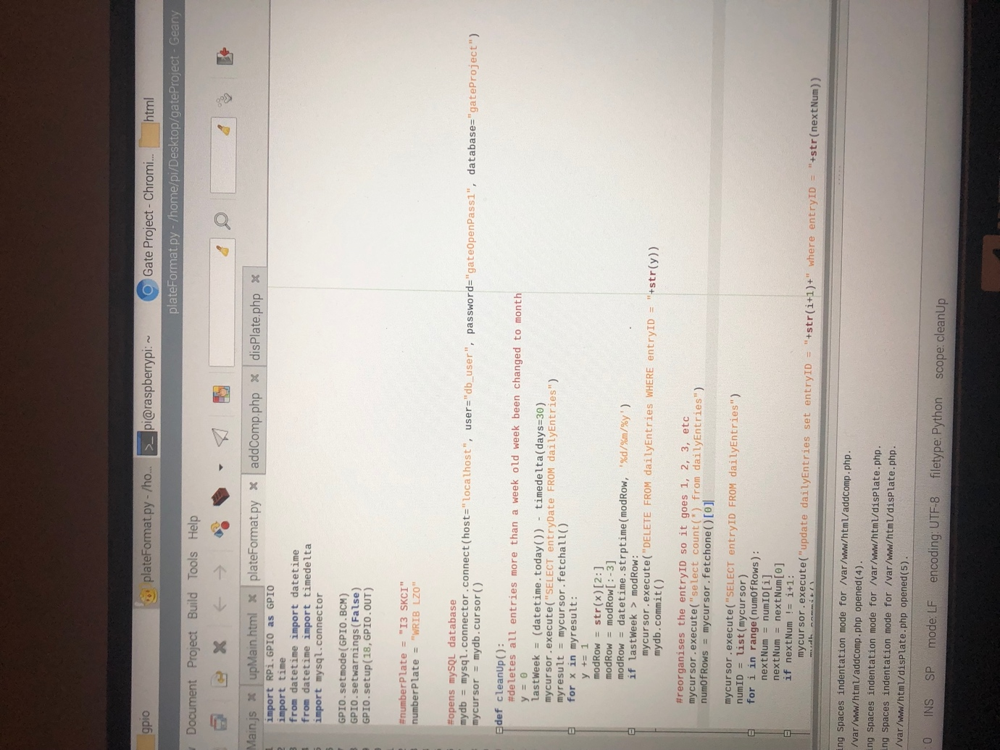 gpio
plateFormat.py - /ho...
pi@raspberrypi: ~
Gate Project - Chromi...
html
plateFormat.py - /home/pi/Desktop/gateProject - Geany
Document Project Build Tools Help
Main.js upMain.html plateFormat.py addComp.php disPlate.php
import RPi.GPIO as GPIO
import time
from datetime import datetime
from datetime import timedelta
import mysql.connector
GPIO.setmode(GPIO.BCM)
GPIO.setwarnings(False)
GPIO.setup(18,GPIO.OUT)
#numberPlate = "I3 SKCI"
numberPlate = "WRIB LZO"
#opens mySQL database
mydb = mysql.connector.connect(host="localhost", user="db_user", password="gateOpenPass1", database="gateProject")
mycursor = mydb.cursor()
def cleanUp():
#deletes all entries more than a week old week been changed to month
y = 0
lastWeek = (datetime.today()) - timedelta(days=30)
mycursor.execute("SELECT entryDate FROM dailyEntries")
myresult = mycursor.fetchall()
for x in myresult:
y += 1
modRow = str(x)[2:]
modRow = modRow[:-3]
modRow = datetime.strptime(modRow, '%d/%m/%y')
if lastWeek > modRow:
mycursor.execute("DELETE FROM dailyEntries WHERE entryID = "+str(y))
mydb.commit()
#reorganises the entryID so it goes 1, 2, 3, etc
mycursor.execute("select count(*) from dailyEntries")
numOfRows = mycursor.fetchone()[0]
mycursor.execute("SELECT entryID FROM dailyEntries")
numID = list(mycursor)
for i in range(numOfRows):
nextNum = numID[i]
nextNum = nextNum[0]
if nextNum != i+1:
mycursor.execute("update dailyEntries set entryID = "+str(i+1)+" where entryID = "+str(nextNum))
ing Spaces indentation mode for /var/www/html/addComp.php.
/var/www/html/addComp.php opened(4).
ing Spaces indentation mode for /var/www/html/disPlate.php.
ing Spaces indentation mode for /var/www/html/disPlate.php.
/var/www/html/disPlate.php opened(5).
: 0 INS SP mode: LF encoding: UTF-8 filetype: Python scope: cleanUp